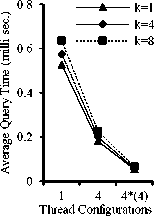 Average Query Time (milli sec.)
0.8
0.6
0.4
0.2
0
k=1
k=4
k=8
1 4 4*(4)
Thread Configurations